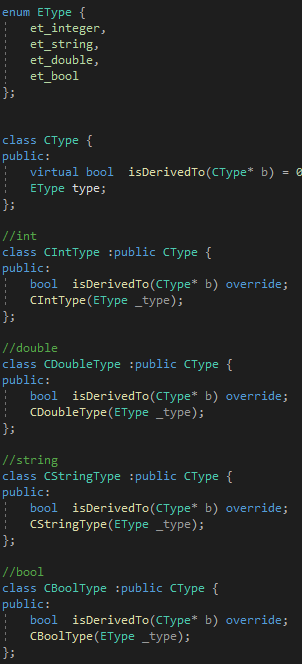 enum EType {
    et_integer,
    et_string,
    et_double,
    et_bool
};
class CType {
public:
    virtual bool  isDerivedTo(CType* b) = 0
    EType type;
};
//int
class CIntType :public CType {
public:
    bool  isDerivedTo(CType* b) override;
    CIntType(EType _type);
};
//double
class CDoubleType :public CType {
public:
    bool  isDerivedTo(CType* b) override;
    CDoubleType(EType _type);
};
//string
class CStringType :public CType {
public:
    bool  isDerivedTo(CType* b) override;
    CStringType(EType _type);
};
//bool
class CBoolType :public CType {
public:
    bool  isDerivedTo(CType* b) override;
    CBoolType(EType _type);
};